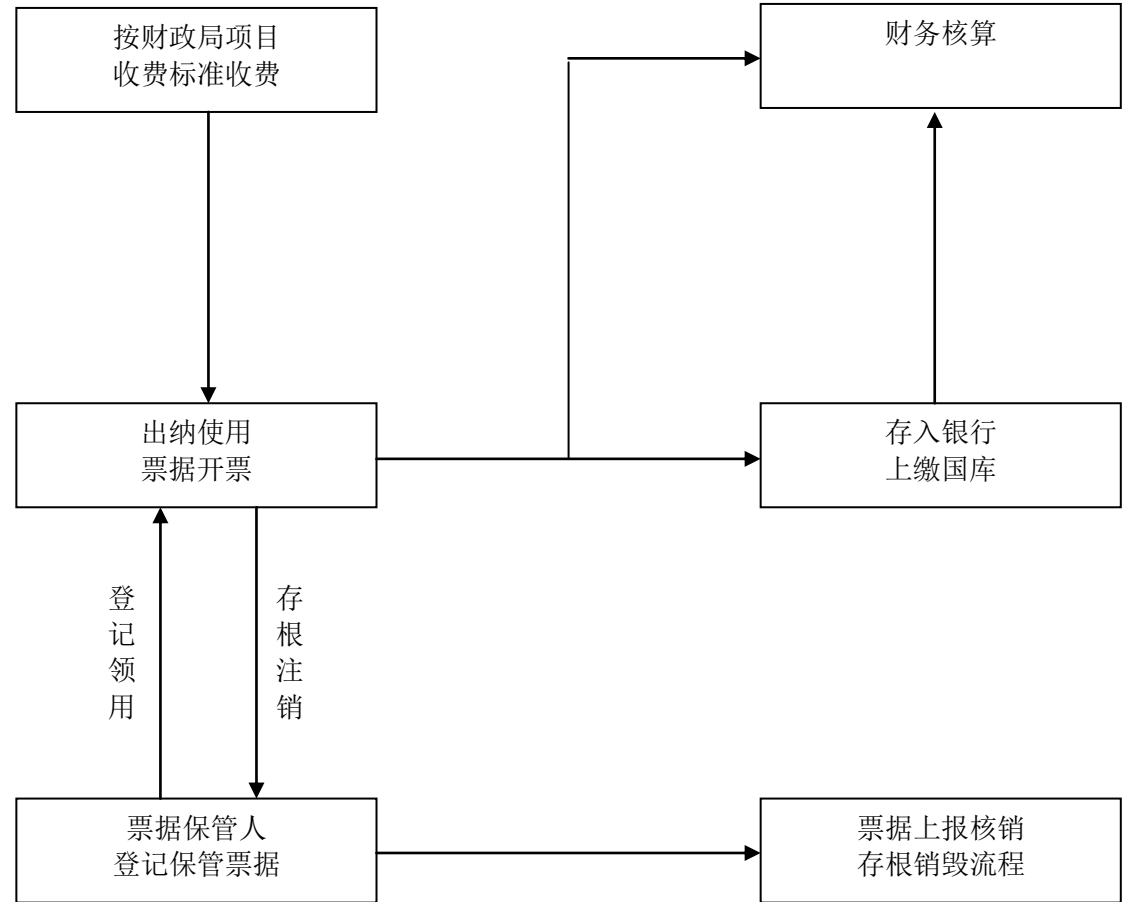 按财政局项目
收费标准收费
财务核算
出纳使用
票据开票
存入银行
上缴国库
登记领用
存根注销
票据保管人
登记保管票据
票据上报核销
存根销毁流程